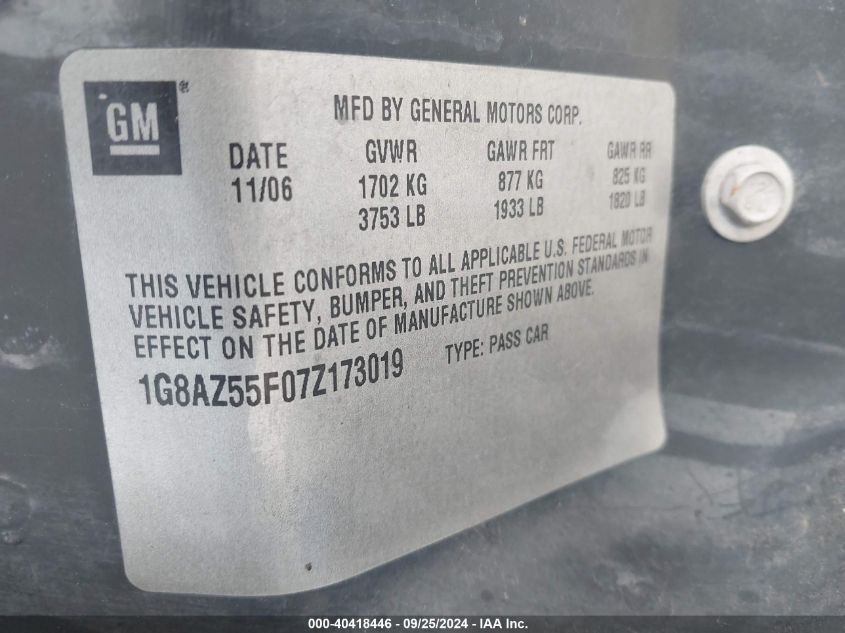 GM®
MFD BY GENERAL MOTORS CORP.
DATE GVWR GAWR FRT GAWR RR
11/06 1702 KG 877 KG 825 KG
3753 LB 1933 LB 1820 LB
THIS VEHICLE CONFORMS TO ALL APPLICABLE U.S. FEDERAL MOTOR
VEHICLE SAFETY, BUMPER, AND THEFT PREVENTION STANDARDS IN
EFFECT ON THE DATE OF MANUFACTURE SHOWN ABOVE.
1G8AZ55F07Z173019 TYPE: PASS CAR
000-40418446 - 09/25/2024 - IAA Inc.